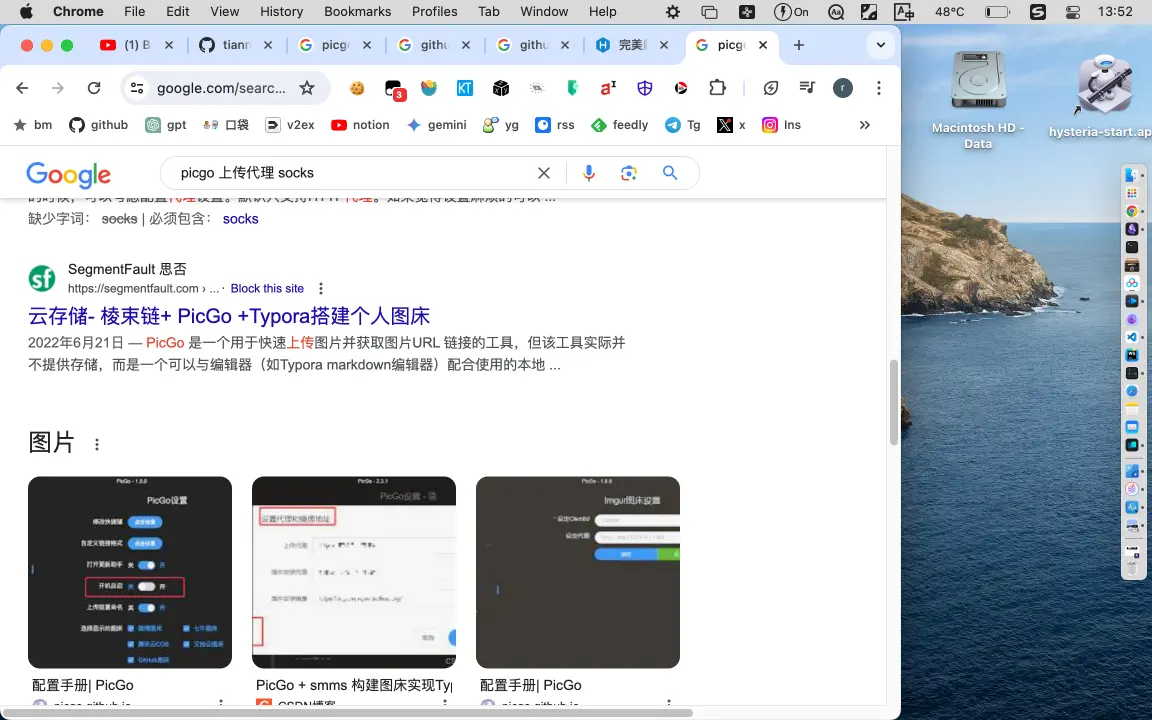 Chrome File Edit View History Bookmarks Profiles Tab Window Help On 48°C 13:52
(1) B tianr picg githu githu 完美 picg
google.com/searc...
3
bm github gpt 口袋 v2ex notion gemini yg rss feedly Tg x Ins
Google picgo 上传代理 socks
缺少字词： socks | 必须包含： socks
SegmentFault 思否
https://segmentfault.com › ... · Block this site
云存储- 棱束链+ PicGo +Typora搭建个人图床
2022年6月21日 — PicGo 是一个用于快速上传图片并获取图片URL 链接的工具，但该工具实际并
不提供存储，而是一个可以与编辑器（如Typora markdown编辑器）配合使用的本地 ...
图片
PicGo设置
修改快捷键
自定义链接格式
打开更新助手
开机自启
上传前重命名
选择显示的图床
PicGo设置
设置代理和镜像地址
上传代理
Imgur图床设置
设定ClientId
设定代理
配置手册| PicGo
PicGo + smms 构建图床实现Typ
配置手册| PicGo
Macintosh HD -
Data
hysteria-start.ap